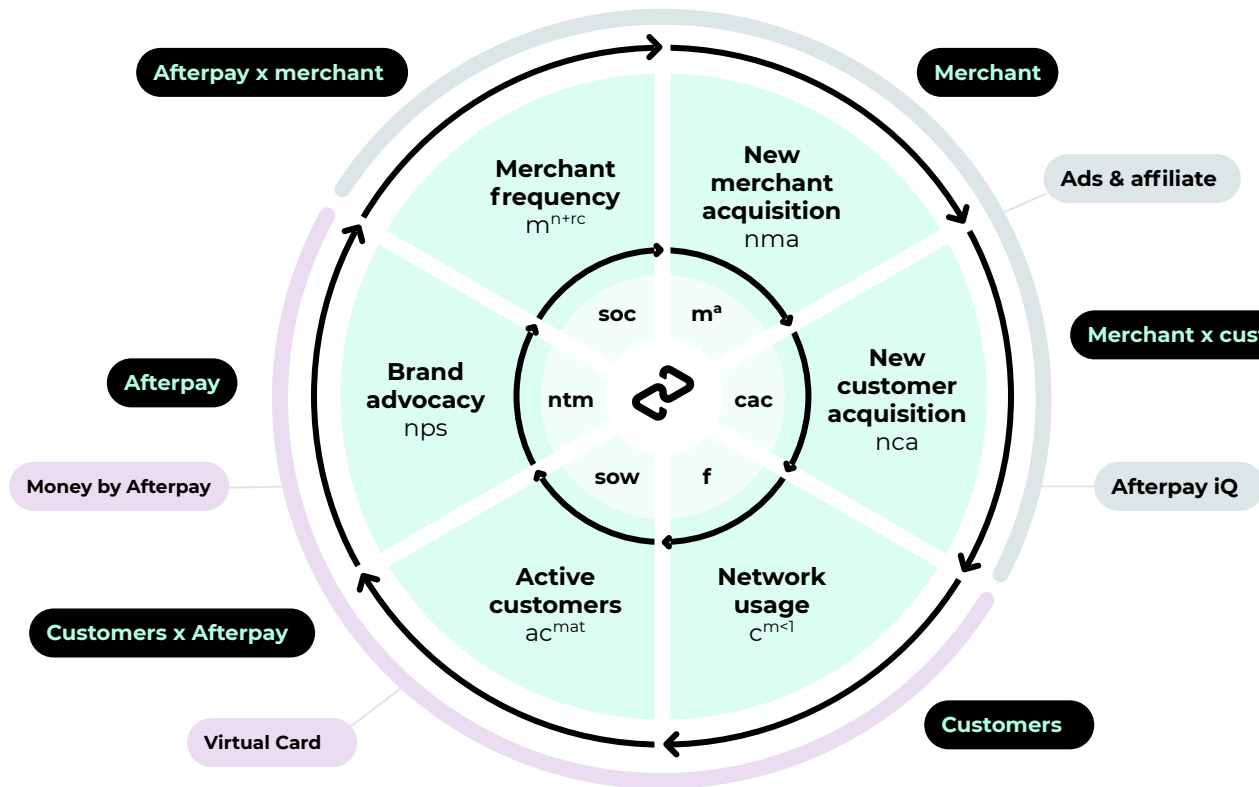 Afterpay x merchant
Merchant
Merchant
frequency
mⁿ⁺ʳᶜ
New
merchant
acquisition
nma
Ads & affiliate
soc
mª
Merchant x cus
Afterpay
Brand
advocacy
nps
ntm
cac
New
customer
acquisition
nca
Money by Afterpay
sow
f
Afterpay iQ
Active
customers
acᵐᵃᵗ
Network
usage
cᵐ<¹
Customers x Afterpay
Virtual Card
Customers